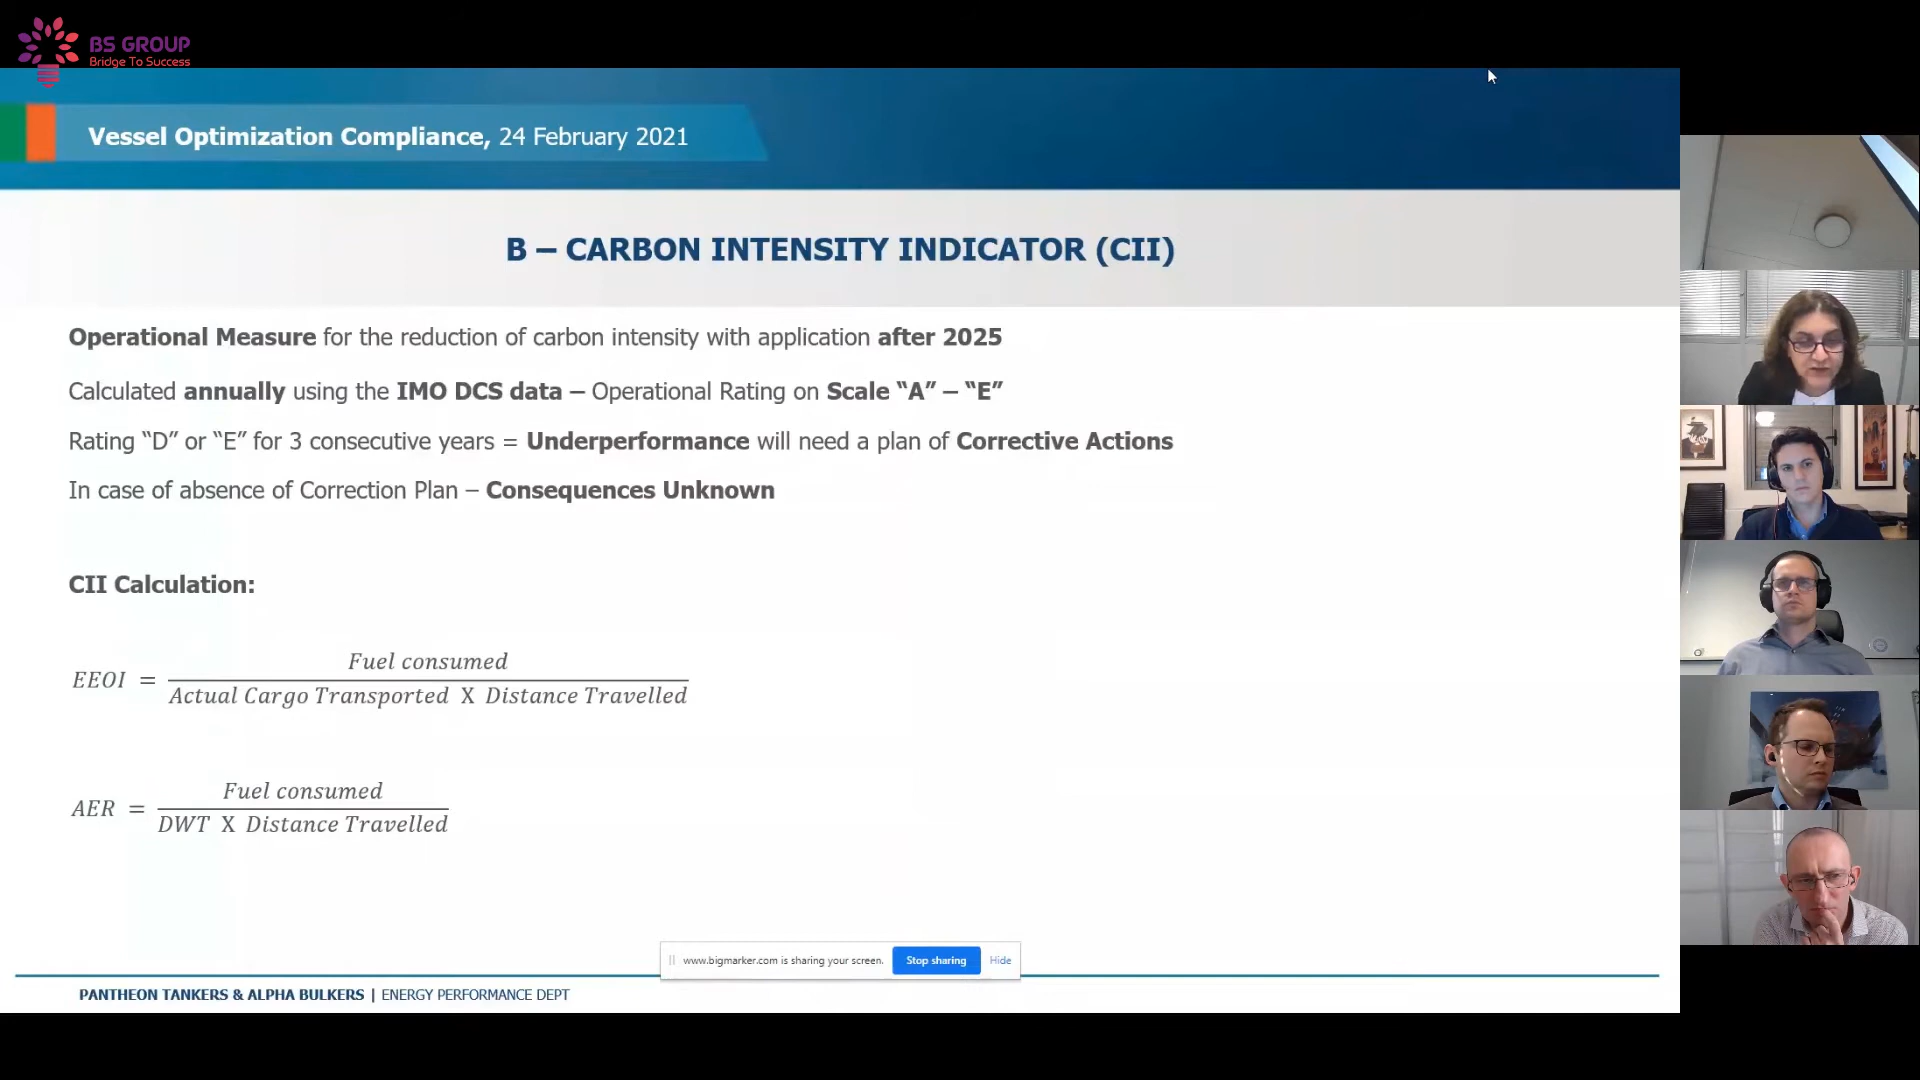 BS GROUP
Bridge To Success
Vessel Optimization Compliance, 24 February 2021
B – CARBON INTENSITY INDICATOR (CII)
Operational Measure for the reduction of carbon intensity with application after 2025
Calculated annually using the IMO DCS data – Operational Rating on Scale “A” – “E”
Rating “D” or “E” for 3 consecutive years = Underperformance will need a plan of Corrective Actions
In case of absence of Correction Plan – Consequences Unknown
CII Calculation:
EEOI = Fuel consumed
Actual Cargo Transported X Distance Travelled
AER = Fuel consumed
DWT X Distance Travelled
www.bigmarker.com is sharing your screen. Stop sharing Hide
PANTHEON TANKERS & ALPHA BULKERS | ENERGY PERFORMANCE DEPT